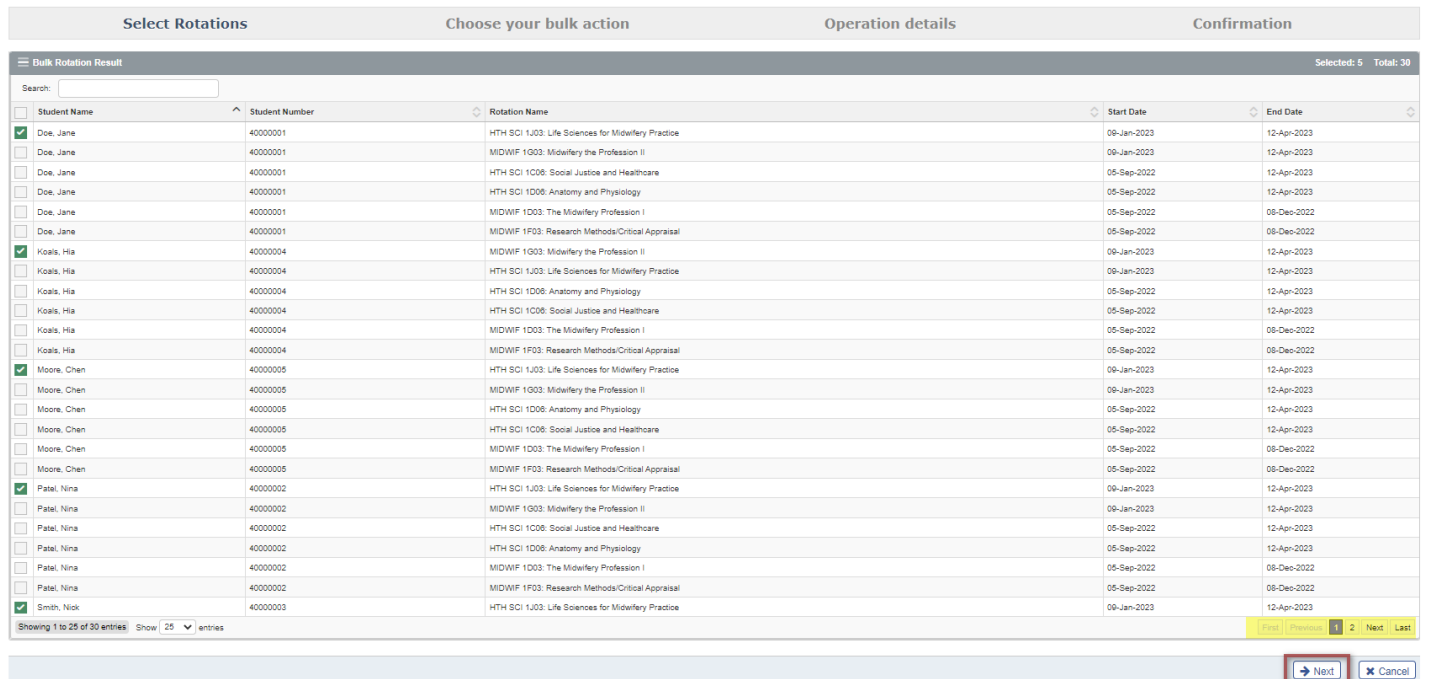 Select Rotations Choose your bulk action Operation details Confirmation
Bulk Rotation Result Selected: 5 Total: 30
Search:
Student Name Student Number Rotation Name Start Date End Date
Doe, Jane 40000001 HTH SCI 1J03: Life Sciences for Midwifery Practice 09-Jan-2023 12-Apr-2023
Doe, Jane 40000001 MIDWIF 1G03: Midwifery the Profession II 09-Jan-2023 12-Apr-2023
Doe, Jane 40000001 HTH SCI 1C06: Social Justice and Healthcare 05-Sep-2022 12-Apr-2023
Doe, Jane 40000001 HTH SCI 1D06: Anatomy and Physiology 05-Sep-2022 12-Apr-2023
Doe, Jane 40000001 MIDWIF 1D03: The Midwifery Profession I 05-Sep-2022 08-Dec-2022
Doe, Jane 40000001 MIDWIF 1F03: Research Methods/Critical Appraisal 05-Sep-2022 08-Dec-2022
Koals, Hia 40000004 MIDWIF 1G03: Midwifery the Profession II 09-Jan-2023 12-Apr-2023
Koals, Hia 40000004 HTH SCI 1J03: Life Sciences for Midwifery Practice 09-Jan-2023 12-Apr-2023
Koals, Hia 40000004 HTH SCI 1D06: Anatomy and Physiology 05-Sep-2022 12-Apr-2023
Koals, Hia 40000004 HTH SCI 1C06: Social Justice and Healthcare 05-Sep-2022 12-Apr-2023
Koals, Hia 40000004 MIDWIF 1D03: The Midwifery Profession I 05-Sep-2022 08-Dec-2022
Koals, Hia 40000004 MIDWIF 1F03: Research Methods/Critical Appraisal 05-Sep-2022 08-Dec-2022
Moore, Chen 40000005 HTH SCI 1J03: Life Sciences for Midwifery Practice 09-Jan-2023 12-Apr-2023
Moore, Chen 40000005 MIDWIF 1G03: Midwifery the Profession II 09-Jan-2023 12-Apr-2023
Moore, Chen 40000005 HTH SCI 1D06: Anatomy and Physiology 05-Sep-2022 12-Apr-2023
Moore, Chen 40000005 HTH SCI 1C06: Social Justice and Healthcare 05-Sep-2022 12-Apr-2023
Moore, Chen 40000005 MIDWIF 1D03: The Midwifery Profession I 05-Sep-2022 08-Dec-2022
Moore, Chen 40000005 MIDWIF 1F03: Research Methods/Critical Appraisal 05-Sep-2022 08-Dec-2022
Patel, Nina 40000002 HTH SCI 1J03: Life Sciences for Midwifery Practice 09-Jan-2023 12-Apr-2023
Patel, Nina 40000002 MIDWIF 1G03: Midwifery the Profession II 09-Jan-2023 12-Apr-2023
Patel, Nina 40000002 HTH SCI 1C06: Social Justice and Healthcare 05-Sep-2022 12-Apr-2023
Patel, Nina 40000002 HTH SCI 1D06: Anatomy and Physiology 05-Sep-2022 12-Apr-2023
Patel, Nina 40000002 MIDWIF 1D03: The Midwifery Profession I 05-Sep-2022 08-Dec-2022
Patel, Nina 40000002 MIDWIF 1F03: Research Methods/Critical Appraisal 05-Sep-2022 08-Dec-2022
Smith, Nick 40000003 HTH SCI 1J03: Life Sciences for Midwifery Practice 09-Jan-2023 12-Apr-2023
Showing 1 to 25 of 30 entries Show 25 entries First Previous 1 2 Next Last
Next Cancel